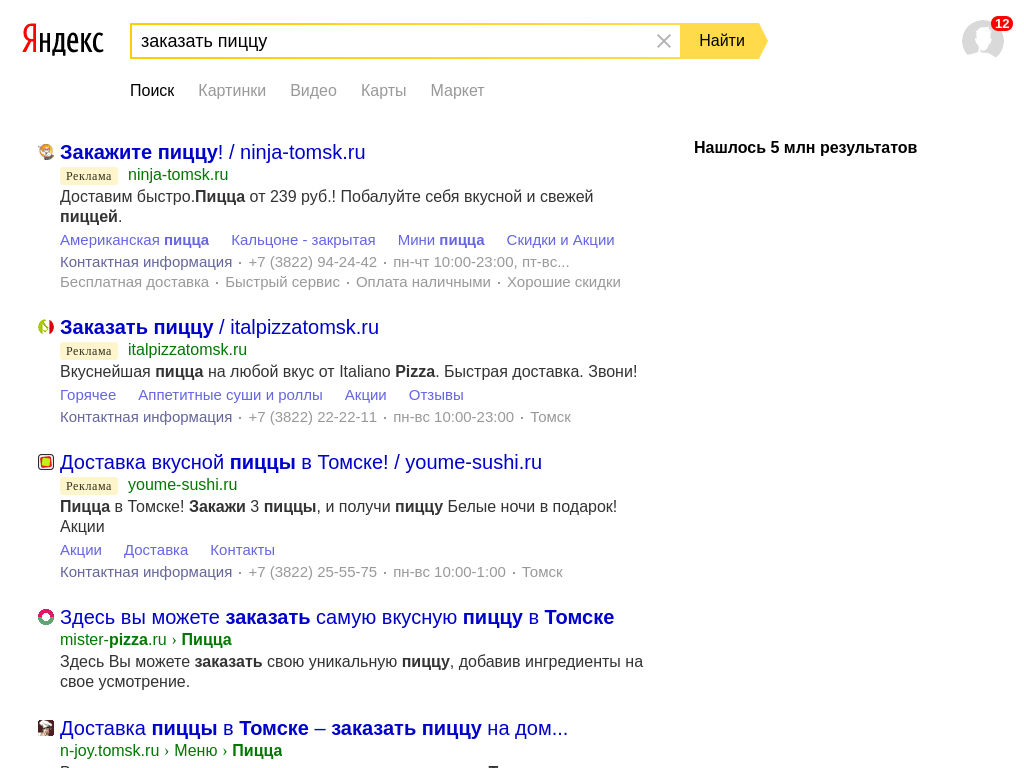 Яндекс
заказать пиццу
Найти
12
Поиск Картинки Видео Карты Маркет
Нашлось 5 млн результатов
Закажите пиццу! / ninja-tomsk.ru
Реклама ninja-tomsk.ru
Доставим быстро.Пицца от 239 руб.! Побалуйте себя вкусной и свежей
пиццей.
Американская пицца Кальцоне - закрытая Мини пицца Скидки и Акции
Контактная информация · +7 (3822) 94-24-42 · пн-чт 10:00-23:00, пт-вс...
Бесплатная доставка · Быстрый сервис · Оплата наличными · Хорошие скидки
Заказать пиццу / italpizzatomsk.ru
Реклама italpizzatomsk.ru
Вкуснейшая пицца на любой вкус от Italiano Pizza. Быстрая доставка. Звони!
Горячее Аппетитные суши и роллы Акции Отзывы
Контактная информация · +7 (3822) 22-22-11 · пн-вс 10:00-23:00 · Томск
Доставка вкусной пиццы в Томске! / youme-sushi.ru
Реклама youme-sushi.ru
Пицца в Томске! Закажи 3 пиццы, и получи пиццу Белые ночи в подарок!
Акции
Акции Доставка Контакты
Контактная информация · +7 (3822) 25-55-75 · пн-вс 10:00-1:00 · Томск
Здесь вы можете заказать самую вкусную пиццу в Томске
mister-pizza.ru › Пицца
Здесь Вы можете заказать свою уникальную пиццу, добавив ингредиенты на
свое усмотрение.
Доставка пиццы в Томске – заказать пиццу на дом...
n-joy.tomsk.ru › Меню › Пицца